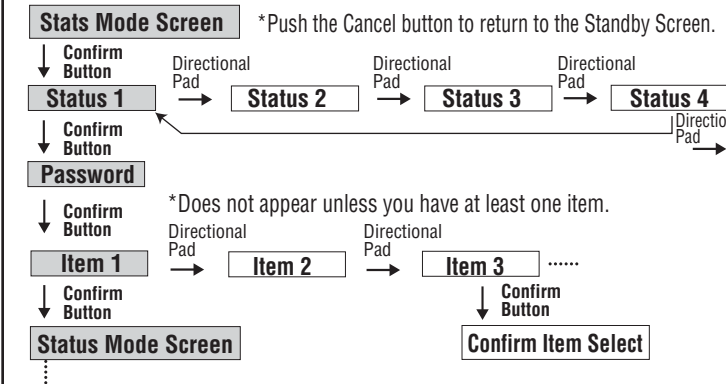 Stats Mode Screen
*Push the Cancel button to return to the Standby Screen.
Confirm
Button
Directional
Pad
Directional
Pad
Directional
Pad
Status 1
Status 2
Status 3
Status 4
Confirm
Button
Pad
Password
Confirm
Button
*Does not appear unless you have at least one item.
Directional
Pad
Directional
Pad
Item 1
Item 2
Item 3
......
Confirm
Button
Confirm
Button
Status Mode Screen
Confirm Item Select